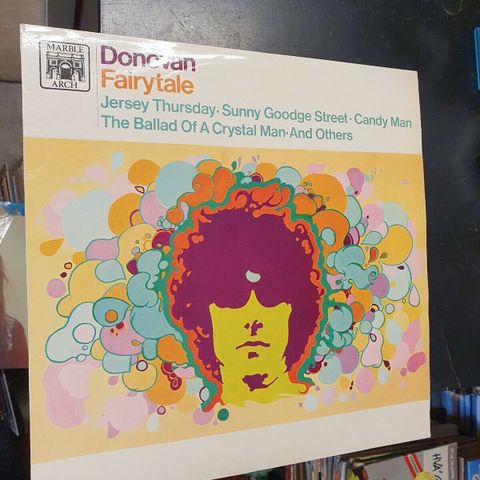 MARBLE
ARCH
Donovan
Fairytale
Jersey Thursday· Sunny Goodge Street· Candy Man
The Ballad Of A Crystal Man·And Others